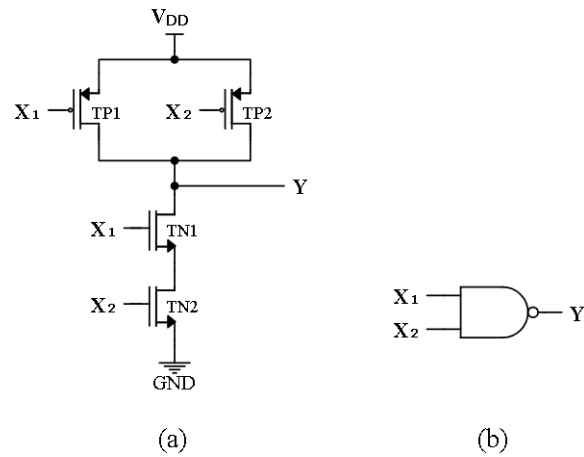 VDD
X1 TP1 X2 TP2
Y
X1 TN1
X2 TN2
GND
X1
X2 Y
(a) (b)